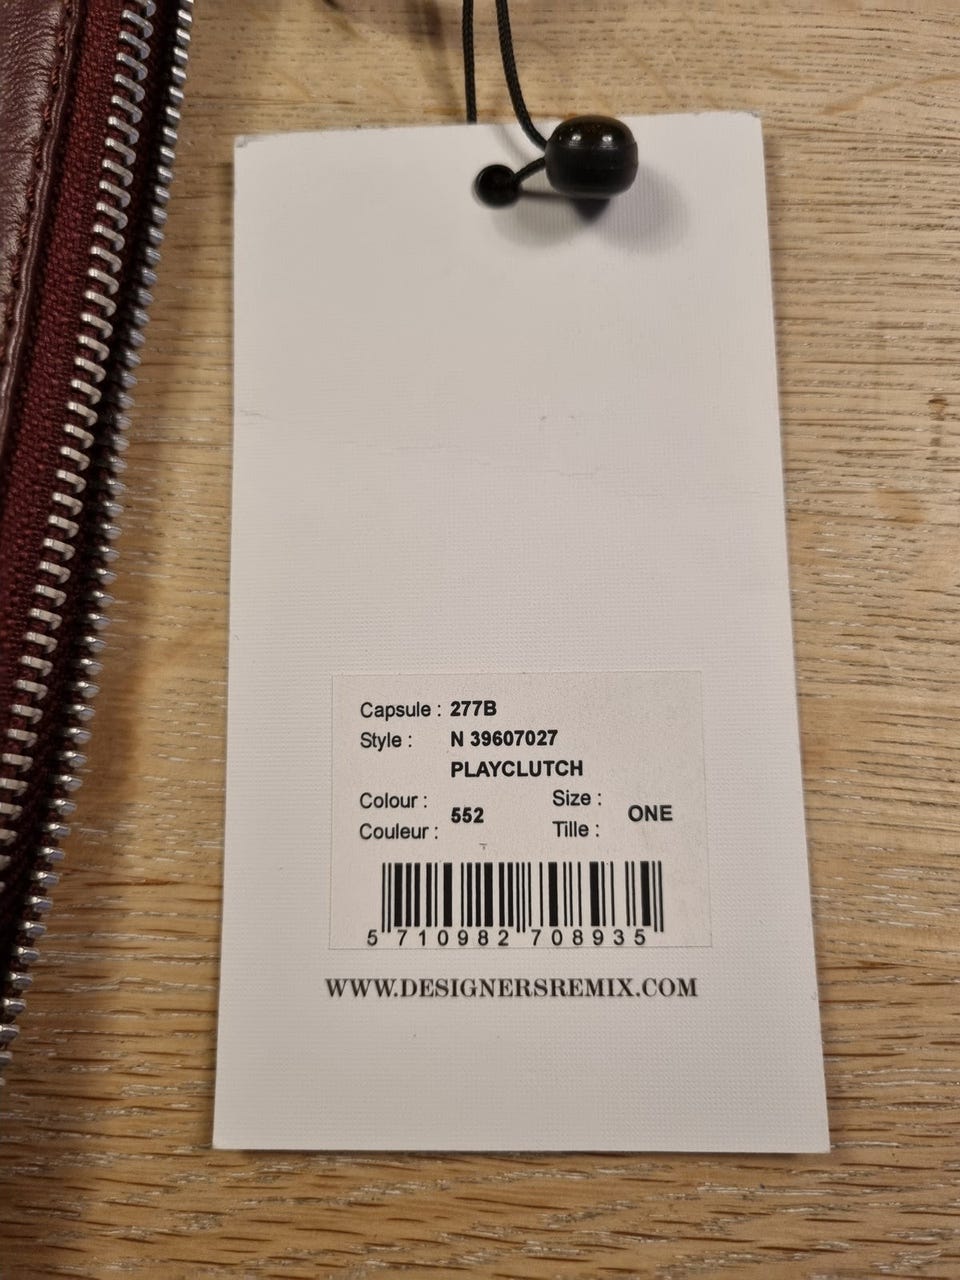 Capsule : 277B
Style : N 39607027
PLAYCLUTCH
Colour : Size :
552 ONE
Couleur : Tille :
5 710982 708935
WWW.DESIGNERSREMIX.COM